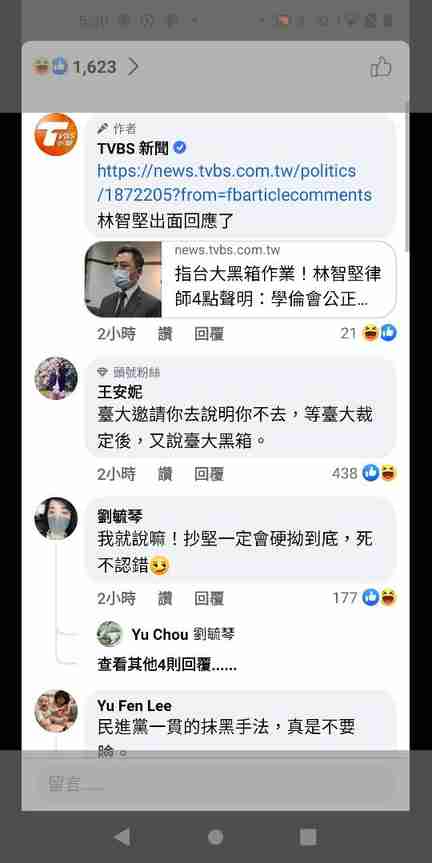 5:30
1,623
作者
TVBS 新聞
https://news.tvbs.com.tw/politics
/1872205?from=fbarticlecomments
林智堅出面回應了
news.tvbs.com.tw
指台大黑箱作業！林智堅律
師4點聲明：學倫會公正...
2小時 讚 回覆 21
頭號粉絲
王安妮
臺大邀請你去說明你不去，等臺大裁
定後，又說臺大黑箱。
2小時 讚 回覆 438
劉毓琴
我就說嘛！抄堅一定會硬拗到底，死
不認錯
2小時 讚 回覆 177
Yu Chou 劉毓琴
查看其他4則回覆......
Yu Fen Lee
民進黨一貫的抹黑手法，真是不要
臉。
留言......